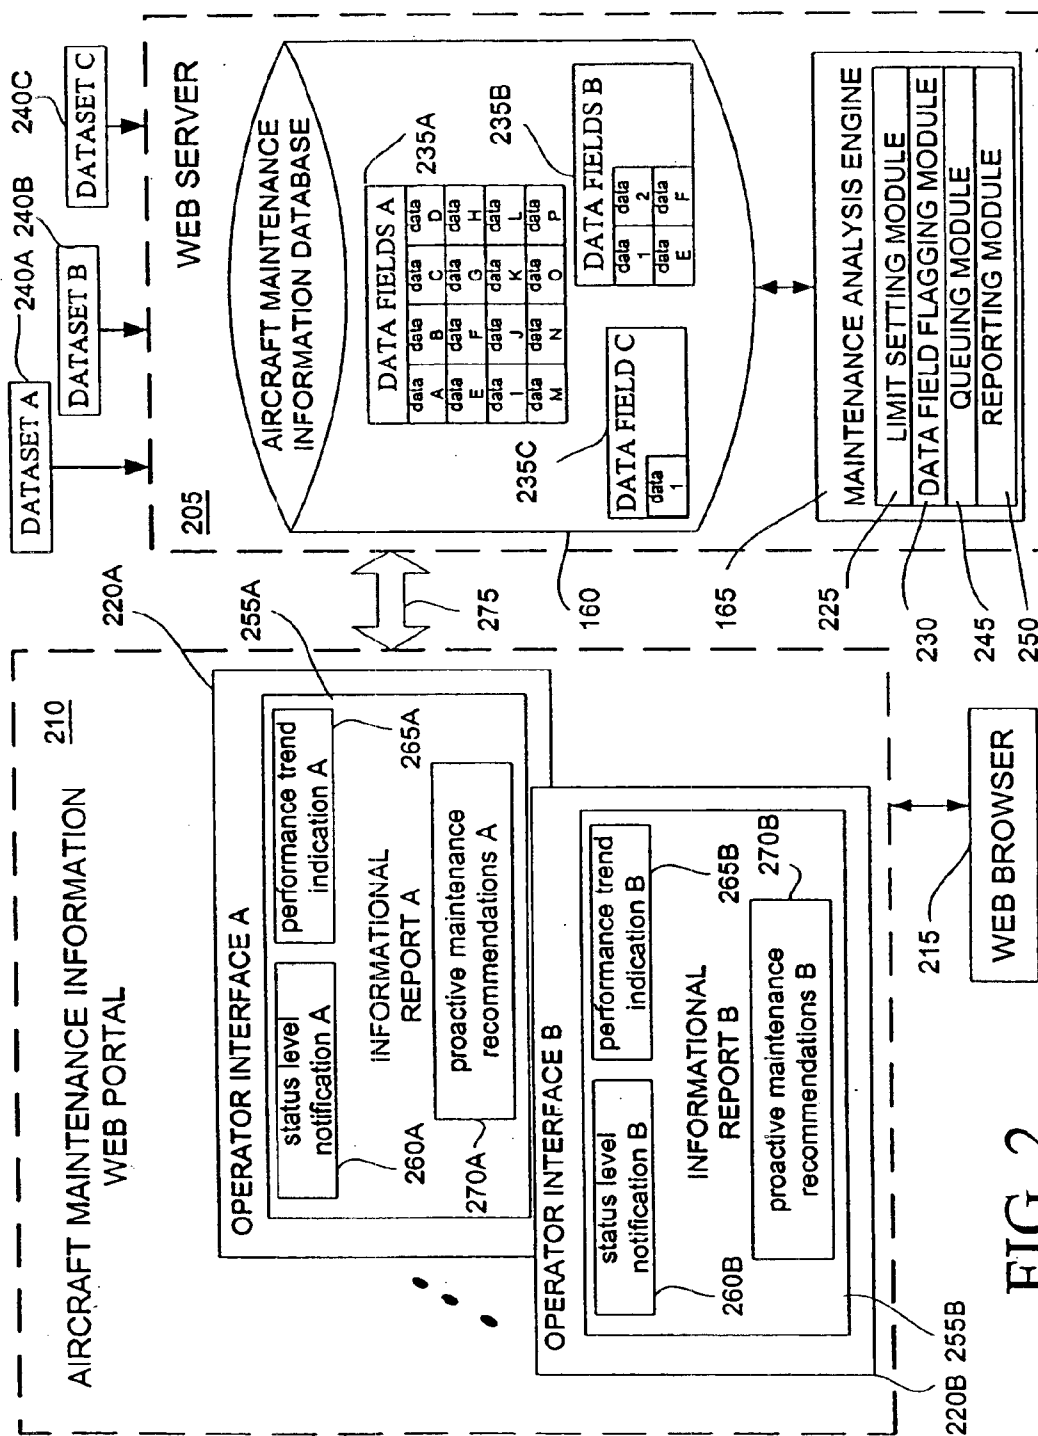 AIRCRAFT MAINTENANCE INFORMATION
WEB PORTAL
210
OPERATOR INTERFACE A
220A
status level
notification A
260A
performance trend
indication A
265A
255A
INFORMATIONAL
REPORT A
proactive maintenance
recommendations A
270A
OPERATOR INTERFACE B
status level
notification B
260B
performance trend
indication B
265B
INFORMATIONAL
REPORT B
270B
proactive maintenance
recommendations B
220B
255B
215
WEB BROWSER
275
DATASET A
240A
DATASET B
240B
DATASET C
240C
205
WEB SERVER
AIRCRAFT MAINTENANCE
INFORMATION DATABASE
DATA FIELDS A
235A
data A
data B
data C
data D
data E
data F
data G
data H
data I
data J
data K
data L
data M
data N
data O
data P
235C
DATA FIELD C
data 1
DATA FIELDS B
235B
data 1
data 2
data E
data F
160
165
MAINTENANCE ANALYSIS ENGINE
225
LIMIT SETTING MODULE
230
DATA FIELD FLAGGING MODULE
245
QUEUING MODULE
250
REPORTING MODULE
FIG. 2